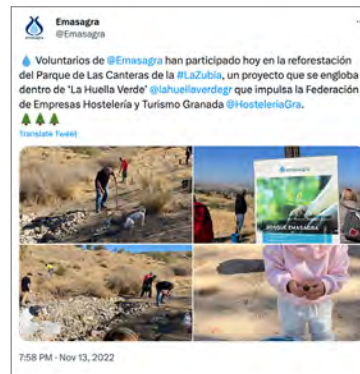 Emasagra
@Emasagra
💧 Voluntarios de @Emasagra han participado hoy en la reforestación
del Parque de Las Canteras de la #LaZubia, un proyecto que se engloba
dentro de 'La Huella Verde' @lahuellaverdegr que impulsa la Federación
de Empresas Hostelería y Turismo Granada @HosteleriaGra.
🌲🌲🌲
Translate Tweet
emasagra
BOSQUE EMASAGRA
7:58 PM · Nov 13, 2022